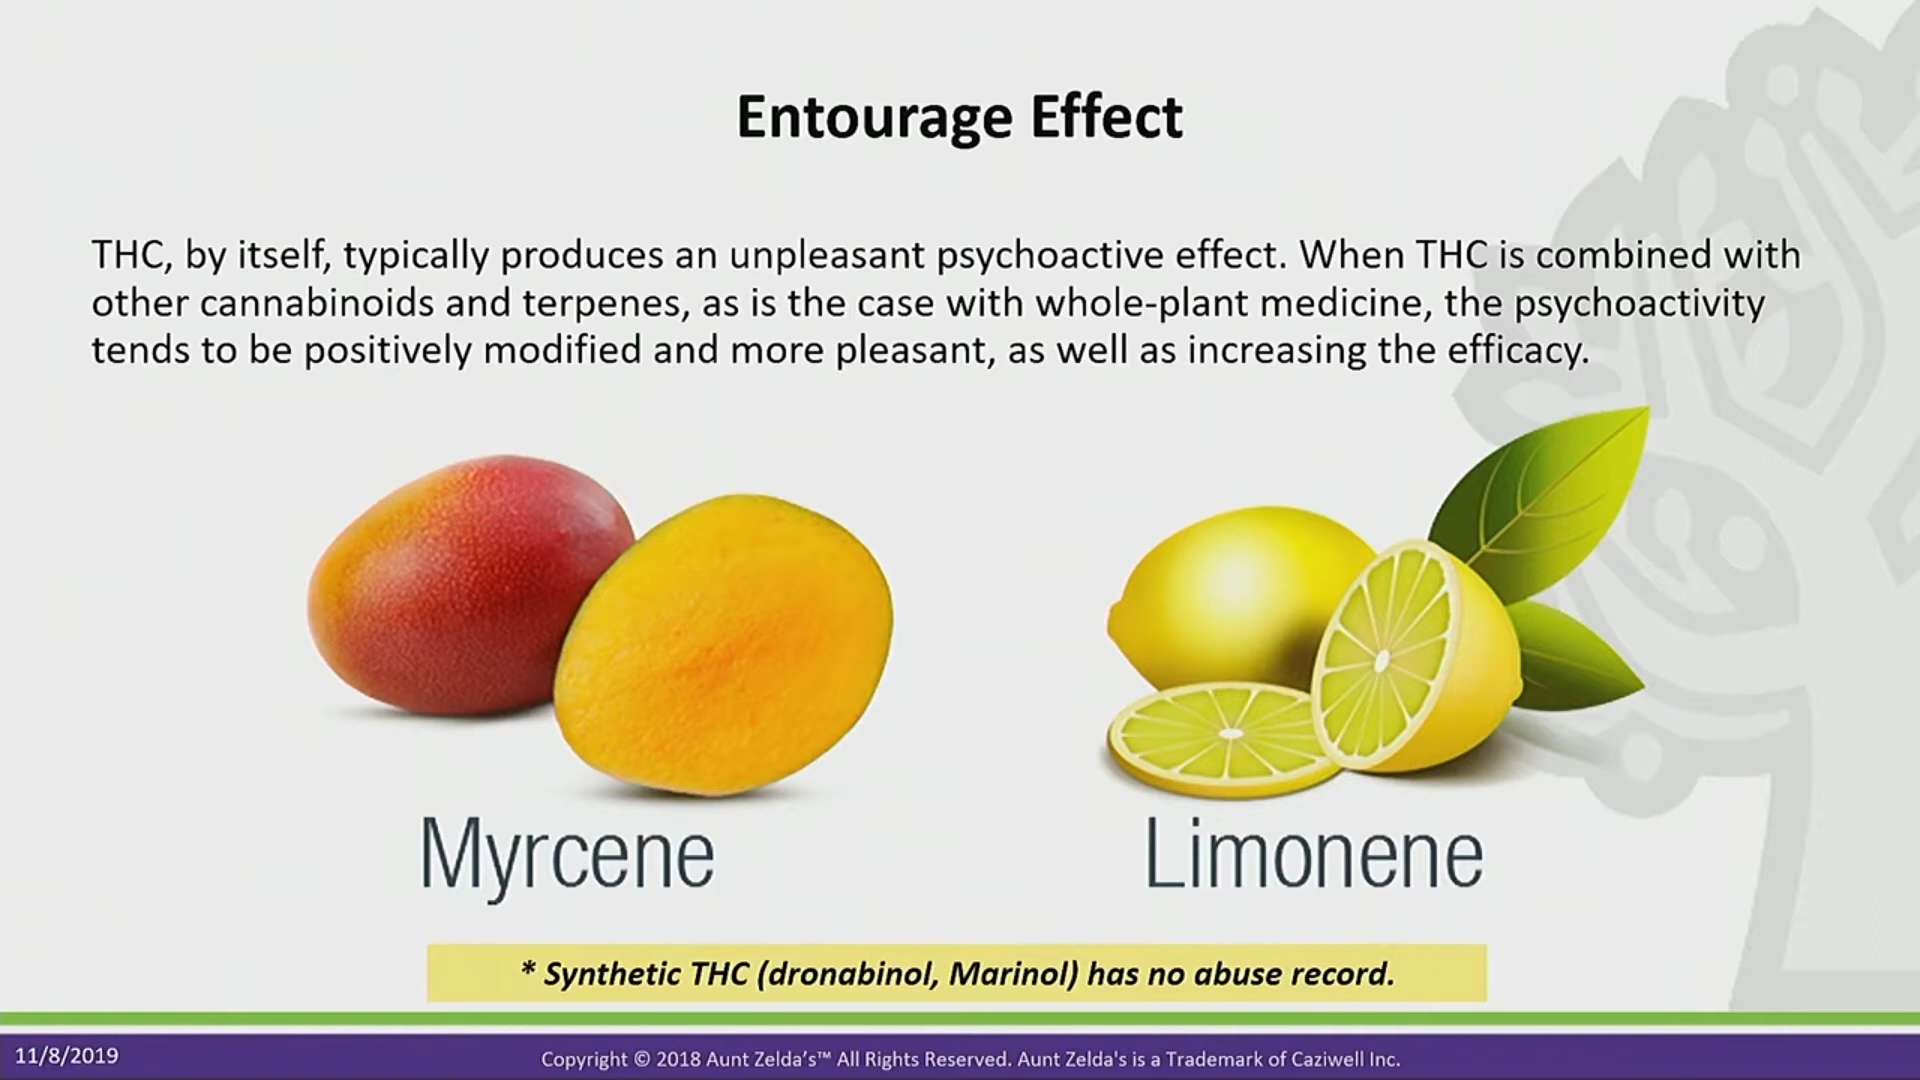 Entourage Effect
THC, by itself, typically produces an unpleasant psychoactive effect. When THC is combined with
other cannabinoids and terpenes, as is the case with whole-plant medicine, the psychoactivity
tends to be positively modified and more pleasant, as well as increasing the efficacy.
Myrcene
Limonene
* Synthetic THC (dronabinol, Marinol) has no abuse record.
11/8/2019
Copyright © 2018 Aunt Zelda's™ All Rights Reserved. Aunt Zelda's is a Trademark of Caziwell Inc.